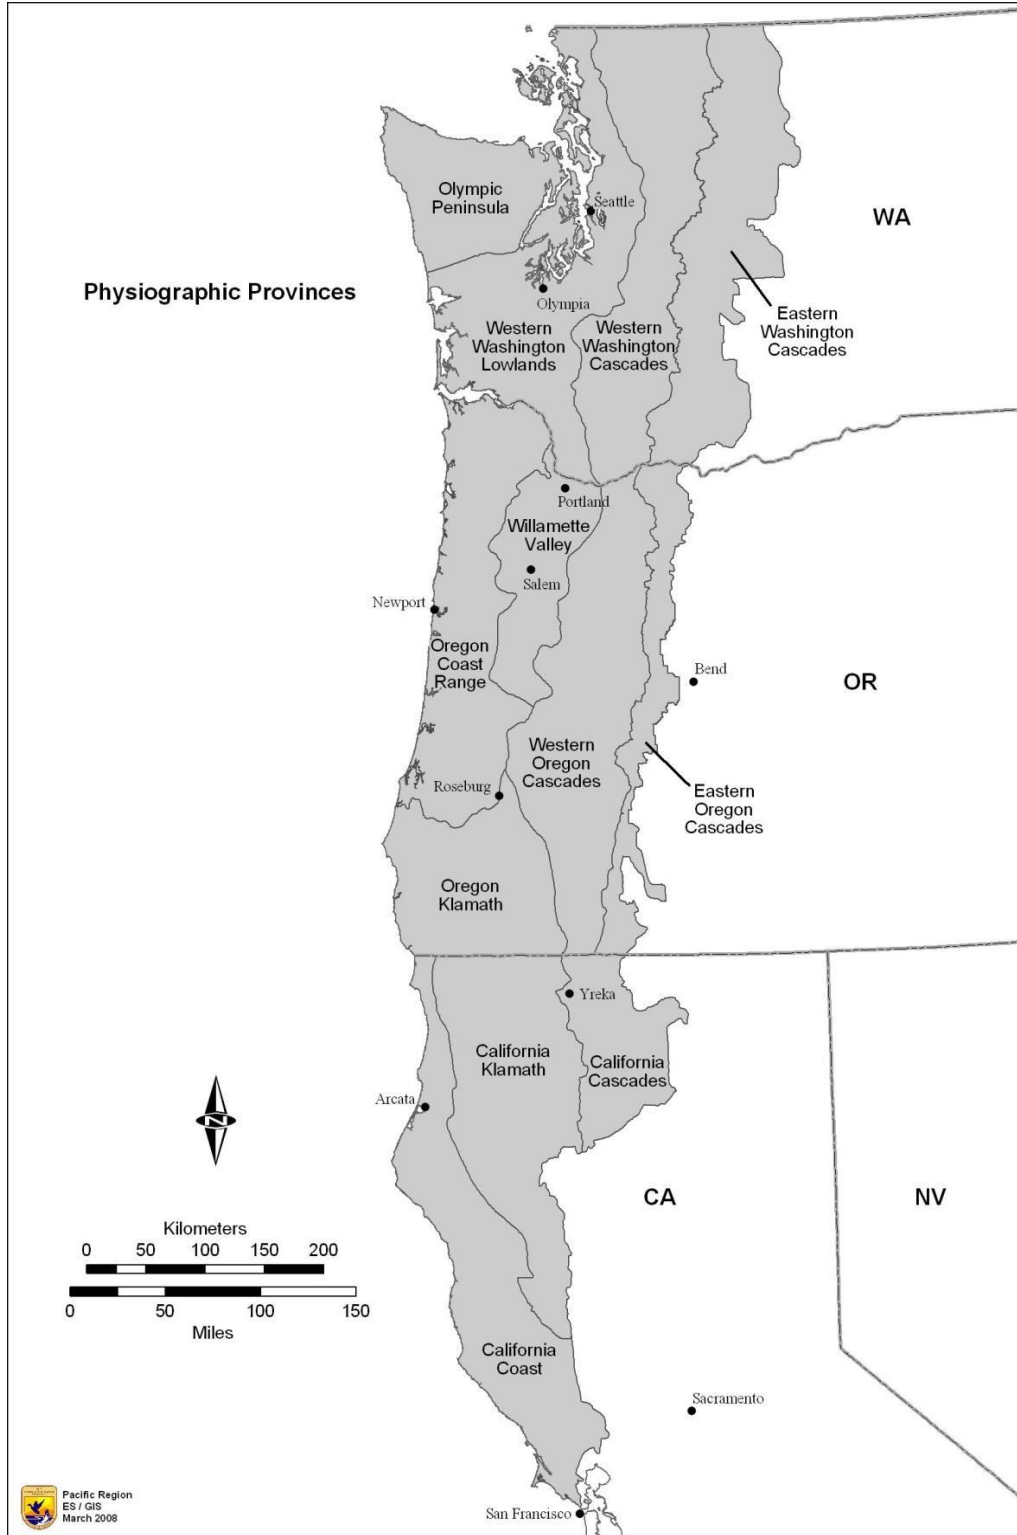 Olympic
Peninsula
Seattle
WA
Physiographic Provinces
Olympia
Eastern
Washington
Cascades
Western
Washington
Lowlands
Western
Washington
Cascades
Portland
Willamette
Valley
Salem
Newport
Oregon
Coast
Range
Bend
OR
Western
Oregon
Cascades
Roseburg
Eastern
Oregon
Cascades
Oregon
Klamath
Yreka
California
Klamath
California
Cascades
Arcata
N
CA
NV
Kilometers
0 50 100 150 200
0 50 100 150
Miles
California
Coast
Sacramento
San Francisco
Pacific Region
ES / GIS
March 2008